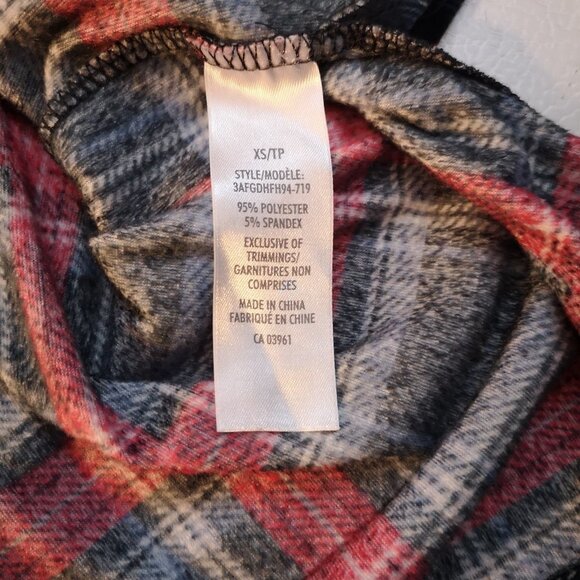 XS/TP
STYLE/MODÈLE:
3AFGDHFH94-719
95% POLYESTER
5% SPANDEX
EXCLUSIVE OF
TRIMMINGS/
GARNITURES NON
COMPRISES
MADE IN CHINA
FABRIQUÉ EN CHINE
CA 03961